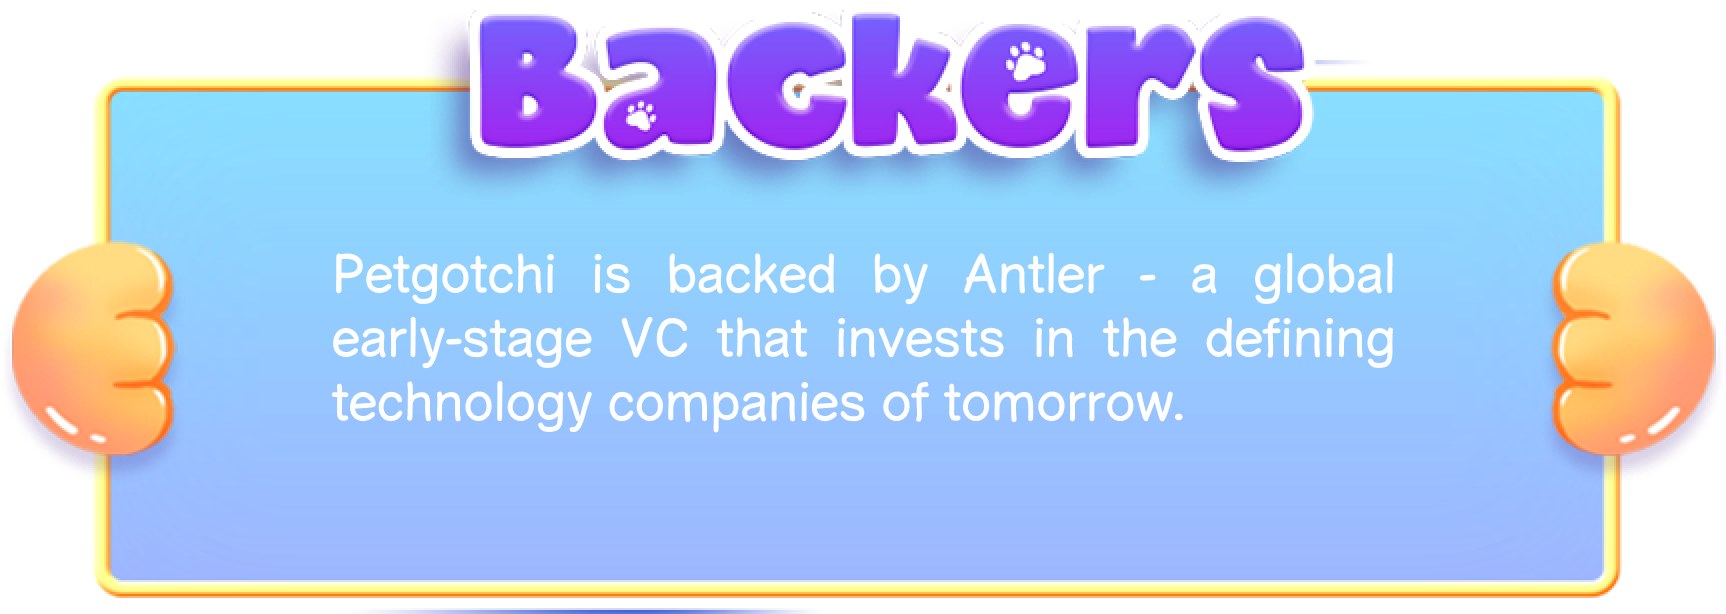 Backers
Petgotchi is backed by Antler - a global
early-stage VC that invests in the defining
technology companies of tomorrow.